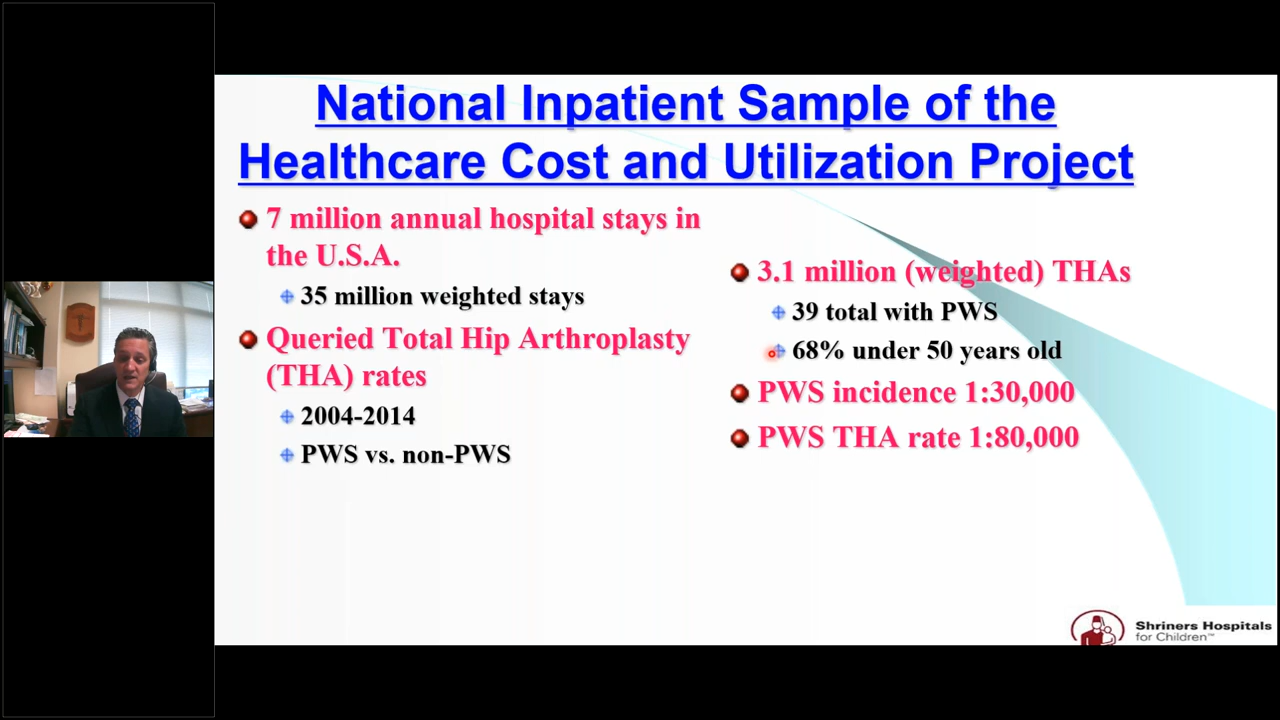 National Inpatient Sample of the
Healthcare Cost and Utilization Project
7 million annual hospital stays in
the U.S.A.
35 million weighted stays
Queried Total Hip Arthroplasty
(THA) rates
2004-2014
PWS vs. non-PWS
3.1 million (weighted) THAs
39 total with PWS
68% under 50 years old
PWS incidence 1:30,000
PWS THA rate 1:80,000
Shriners Hospitals
for Children™